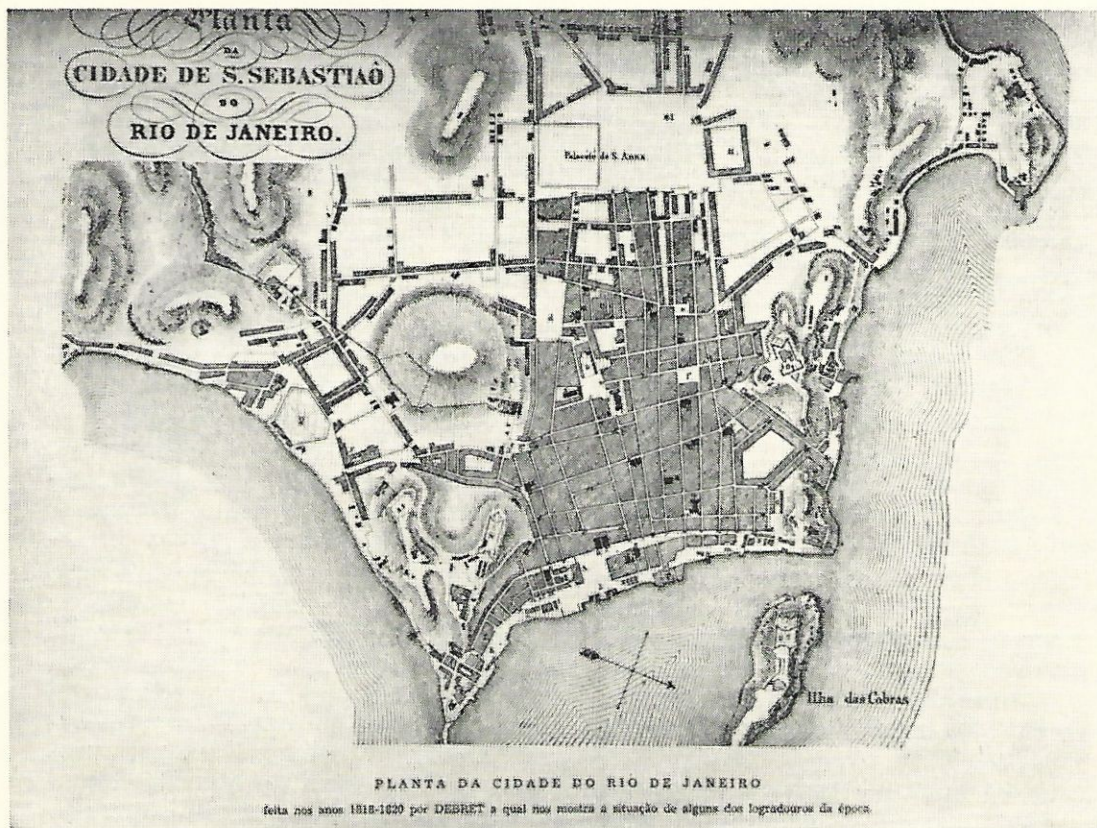 Planta
DA
CIDADE DE S. SEBASTIAÔ
DO
RIO DE JANEIRO.
Palacete de S. Anna
Ilha das Cobras
PLANTA DA CIDADE DO RIO DE JANEIRO
feita nos anos 1818-1820 por DEBRET a qual nos mostra a situação de alguns dos logradouros da época.